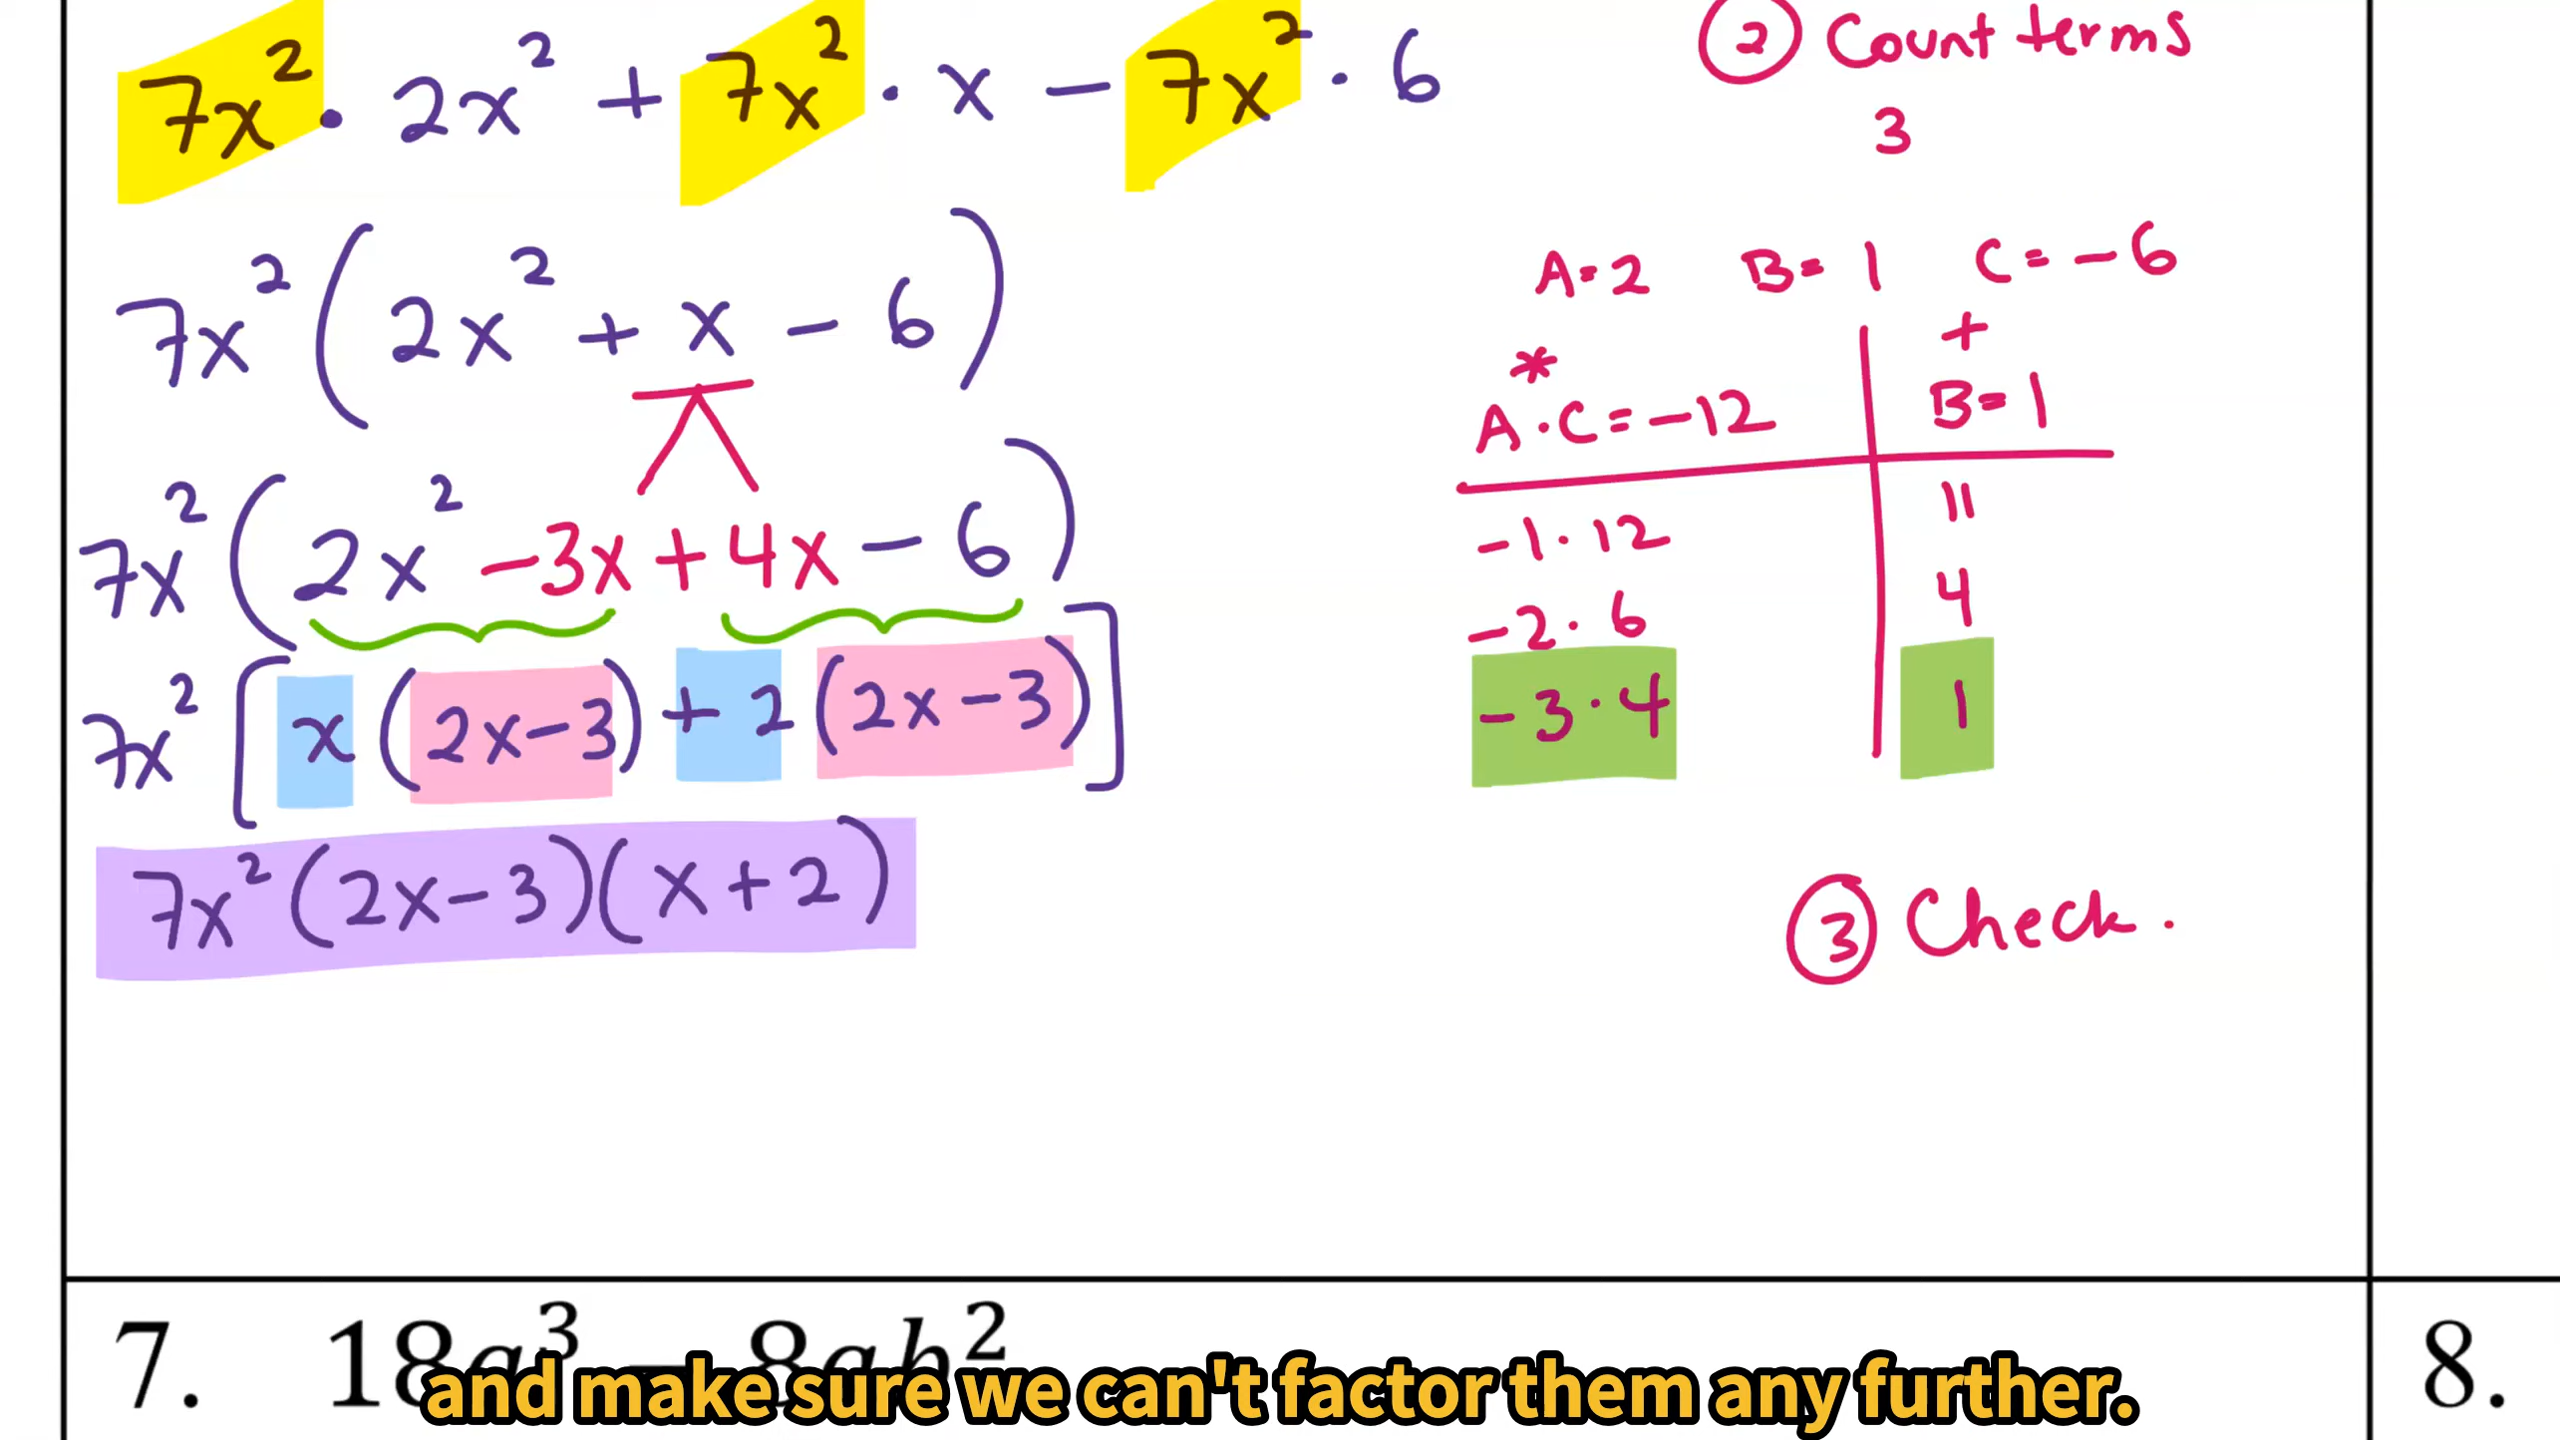 7x² · 2x² + 7x² · x − 7x² · 6
② Count terms
3
7x² (2x² + x − 6)
A=2 B=1 C=−6
* +
A·C=−12 B=1
7x² (2x² −3x +4x − 6)
−1·12 11
−2·6 4
7x² [x (2x−3) + 2 (2x−3)]
−3·4 1
7x² (2x−3)(x+2)
③ Check.
7. 18a³ − 8ab²
8.
and make sure we can't factor them any further.